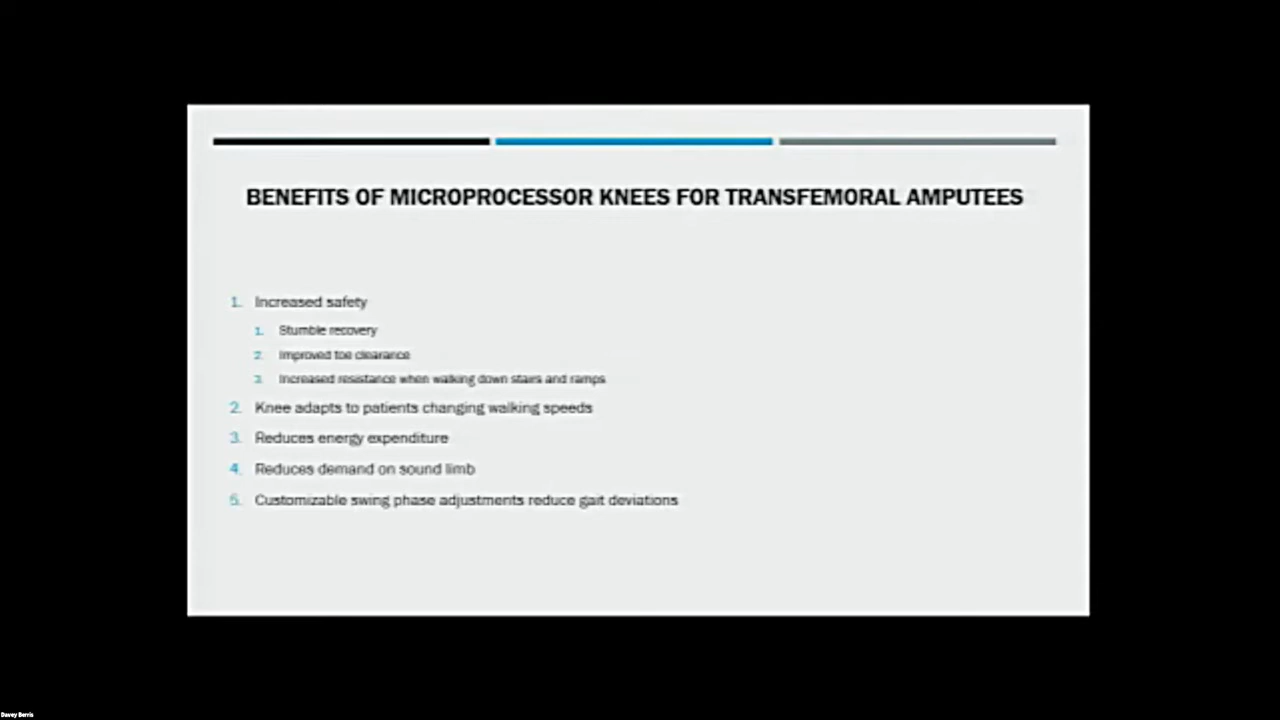 BENEFITS OF MICROPROCESSOR KNEES FOR TRANSFEMORAL AMPUTEES
1. Increased safety
1. Stumble recovery
2. Improved toe clearance
3. Increased resistance when walking down stairs and ramps
2. Knee adapts to patients changing walking speeds
3. Reduces energy expenditure
4. Reduces demand on sound limb
5. Customizable swing phase adjustments reduce gait deviations
Davey Berris